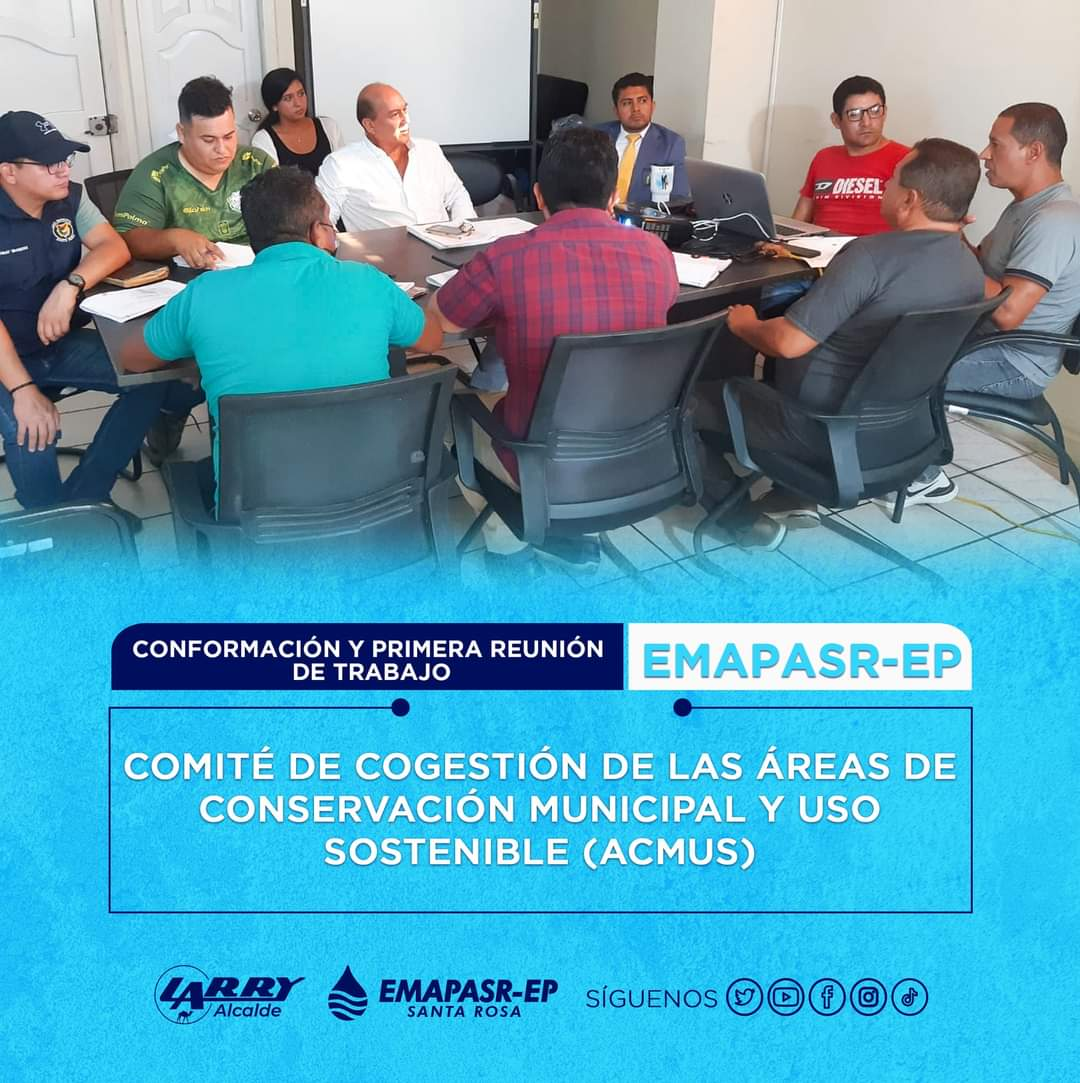 DIESEL
CONFORMACIÓN Y PRIMERA REUNIÓN
DE TRABAJO
EMAPASR-EP
COMITÉ DE COGESTIÓN DE LAS ÁREAS DE
CONSERVACIÓN MUNICIPAL Y USO
SOSTENIBLE (ACMUS)
LARRY
Alcalde
EMAPASR-EP
SANTA ROSA
SÍGUENOS